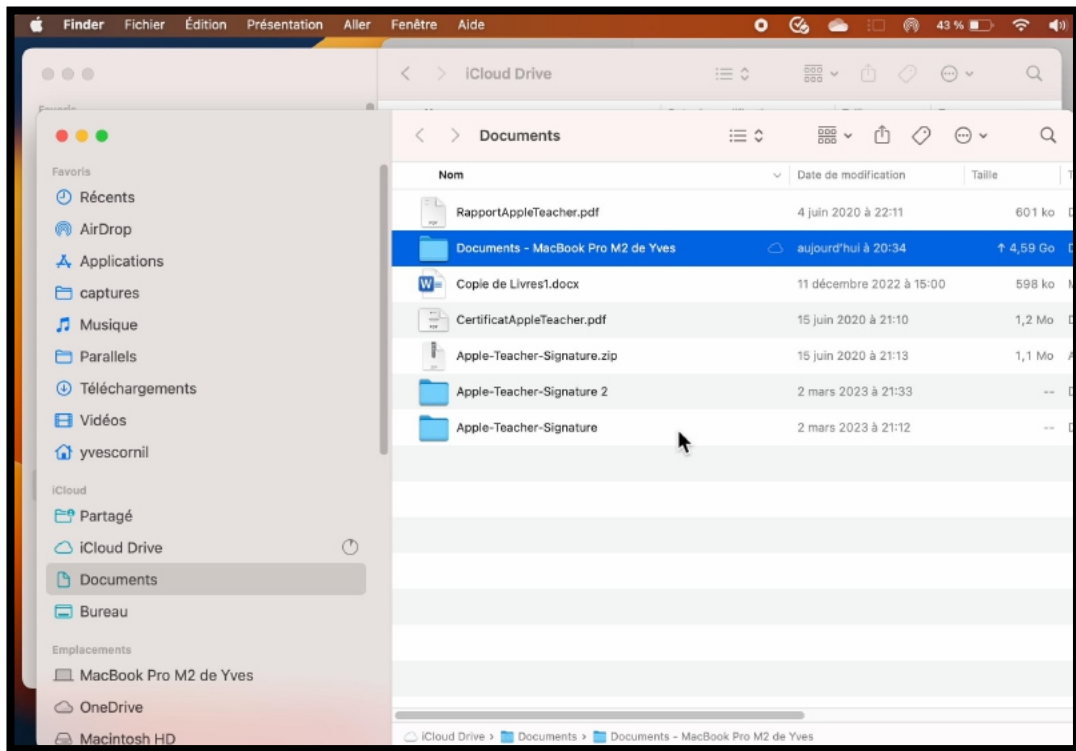 Finder Fichier Édition Présentation Aller Fenêtre Aide 43 %
iCloud Drive
Documents
Favoris
Récents
AirDrop
Applications
captures
Musique
Parallels
Téléchargements
Vidéos
yvescornil
iCloud
Partagé
iCloud Drive
Documents
Bureau
Emplacements
MacBook Pro M2 de Yves
OneDrive
Macintosh HD
Nom Date de modification Taille
RapportAppleTeacher.pdf 4 juin 2020 à 22:11 601 ko
Documents - MacBook Pro M2 de Yves aujourd'hui à 20:34 ↑ 4,59 Go
Copie de Livres1.docx 11 décembre 2022 à 15:00 598 ko
CertificatAppleTeacher.pdf 15 juin 2020 à 21:10 1,2 Mo
Apple-Teacher-Signature.zip 15 juin 2020 à 21:13 1,1 Mo
Apple-Teacher-Signature 2 2 mars 2023 à 21:33 --
Apple-Teacher-Signature 2 mars 2023 à 21:12 --
iCloud Drive › Documents › Documents - MacBook Pro M2 de Yves